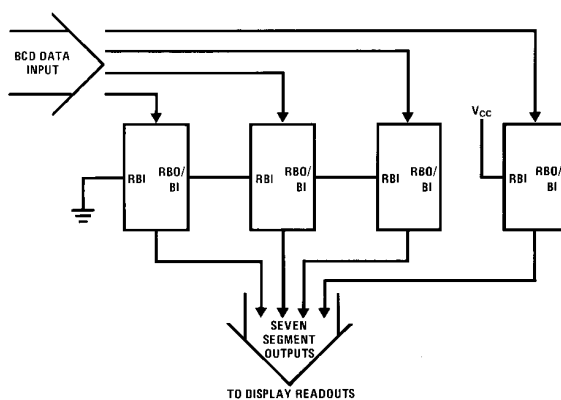 BCD DATA
INPUT
VCC
RBI
RBO/
BI
RBI
RBO/
BI
RBI
RBO/
BI
RBI
RBO/
BI
SEVEN
SEGMENT
OUTPUTS
TO DISPLAY READOUTS